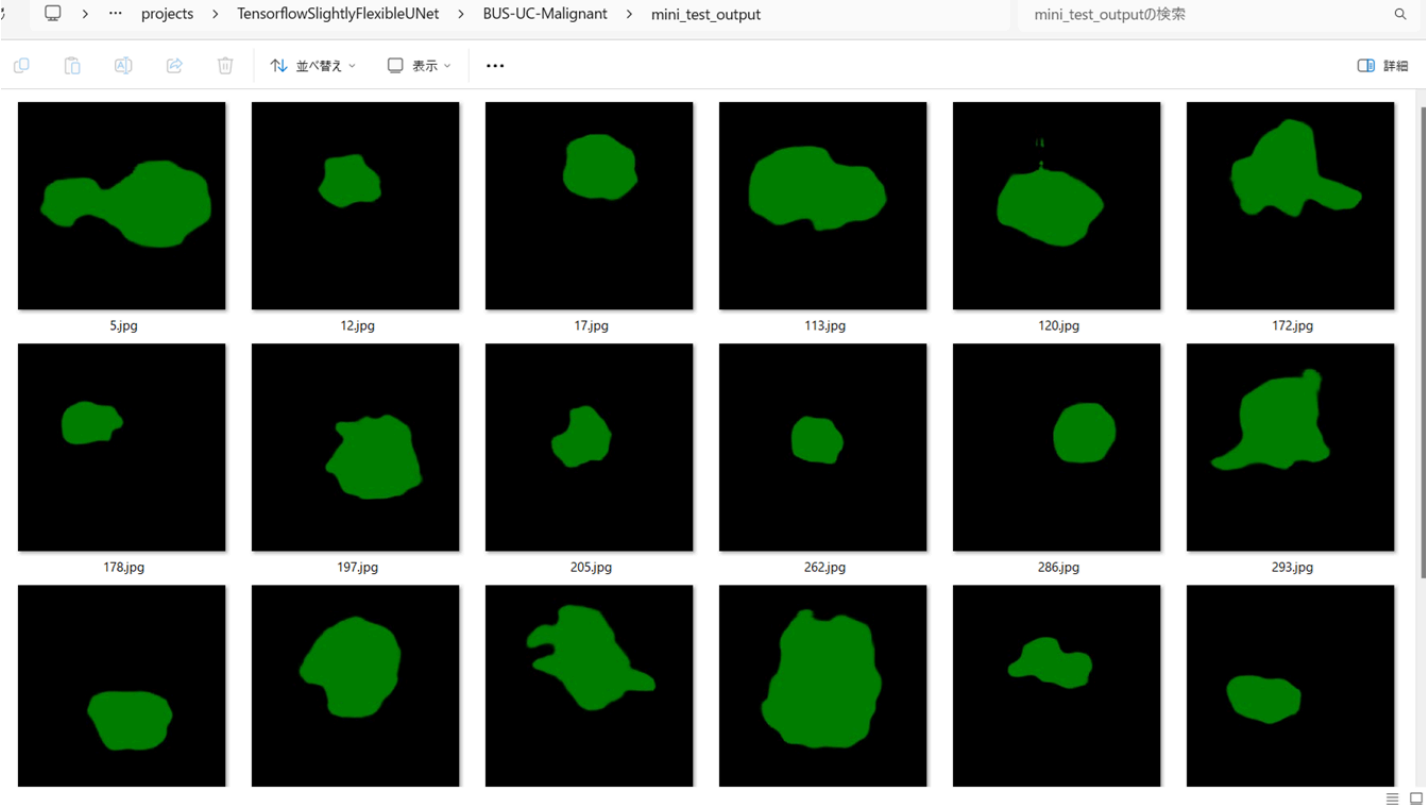 projects > TensorflowSlightlyFlexibleUNet > BUS-UC-Malignant > mini_test_output
mini_test_outputの検索
並べ替え 表示 詳細
5.jpg 12.jpg 17.jpg 113.jpg 120.jpg 172.jpg
178.jpg 197.jpg 205.jpg 262.jpg 286.jpg 293.jpg